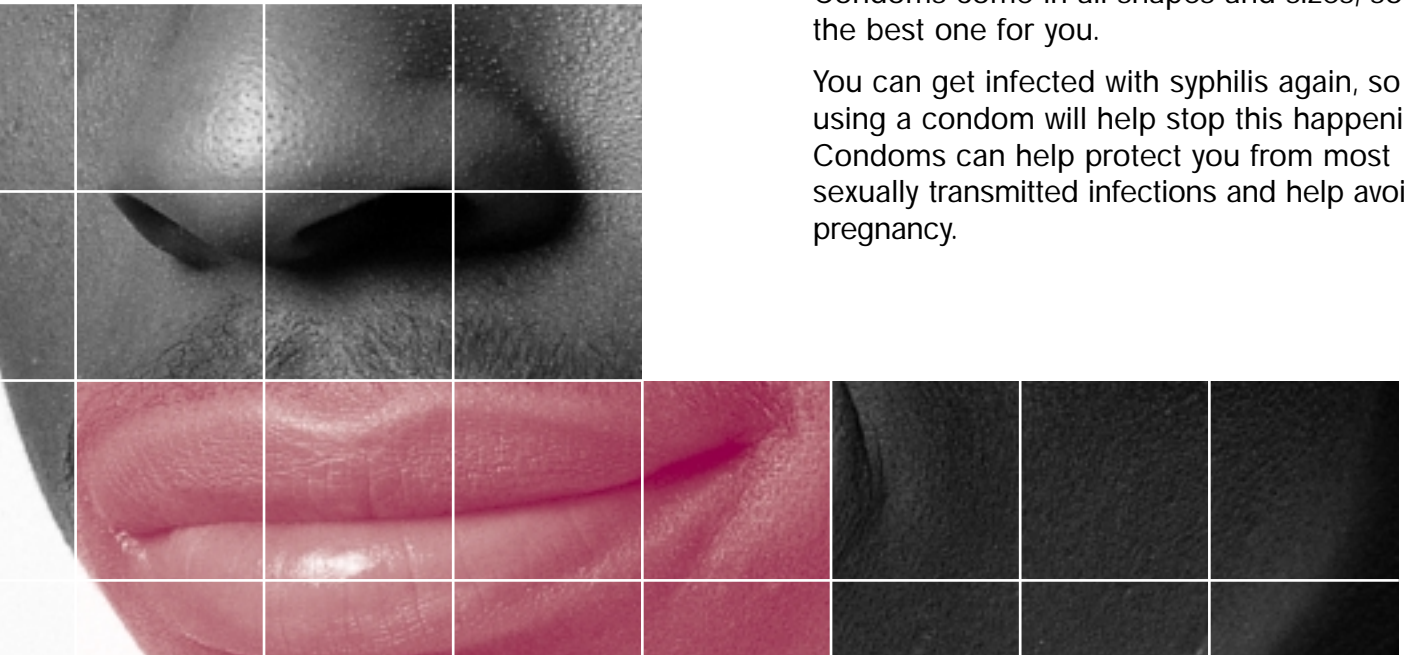 Condoms come in all shapes and sizes, so
the best one for you.
You can get infected with syphilis again, so
using a condom will help stop this happeni
Condoms can help protect you from most
sexually transmitted infections and help avoi
pregnancy.